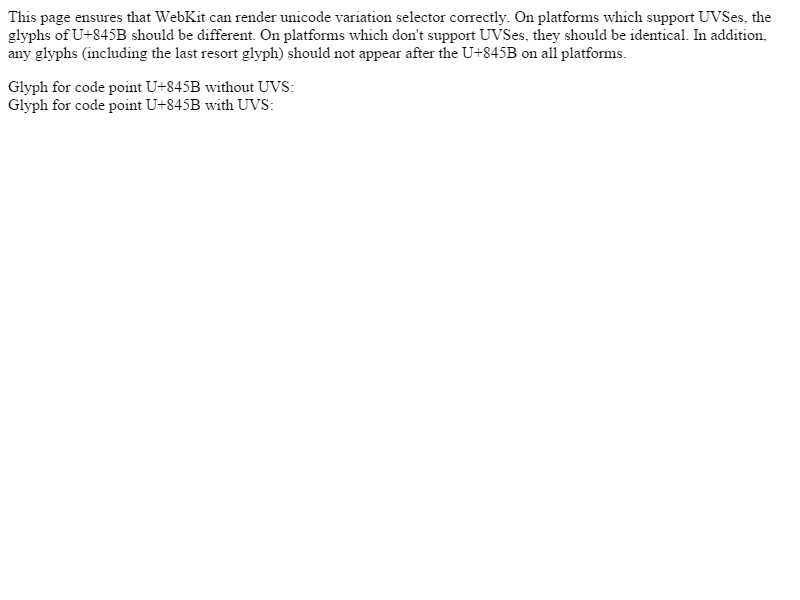 This page ensures that WebKit can render unicode variation selector correctly. On platforms which support UVSes, the
glyphs of U+845B should be different. On platforms which don't support UVSes, they should be identical. In addition,
any glyphs (including the last resort glyph) should not appear after the U+845B on all platforms.
Glyph for code point U+845B without UVS:
Glyph for code point U+845B with UVS: